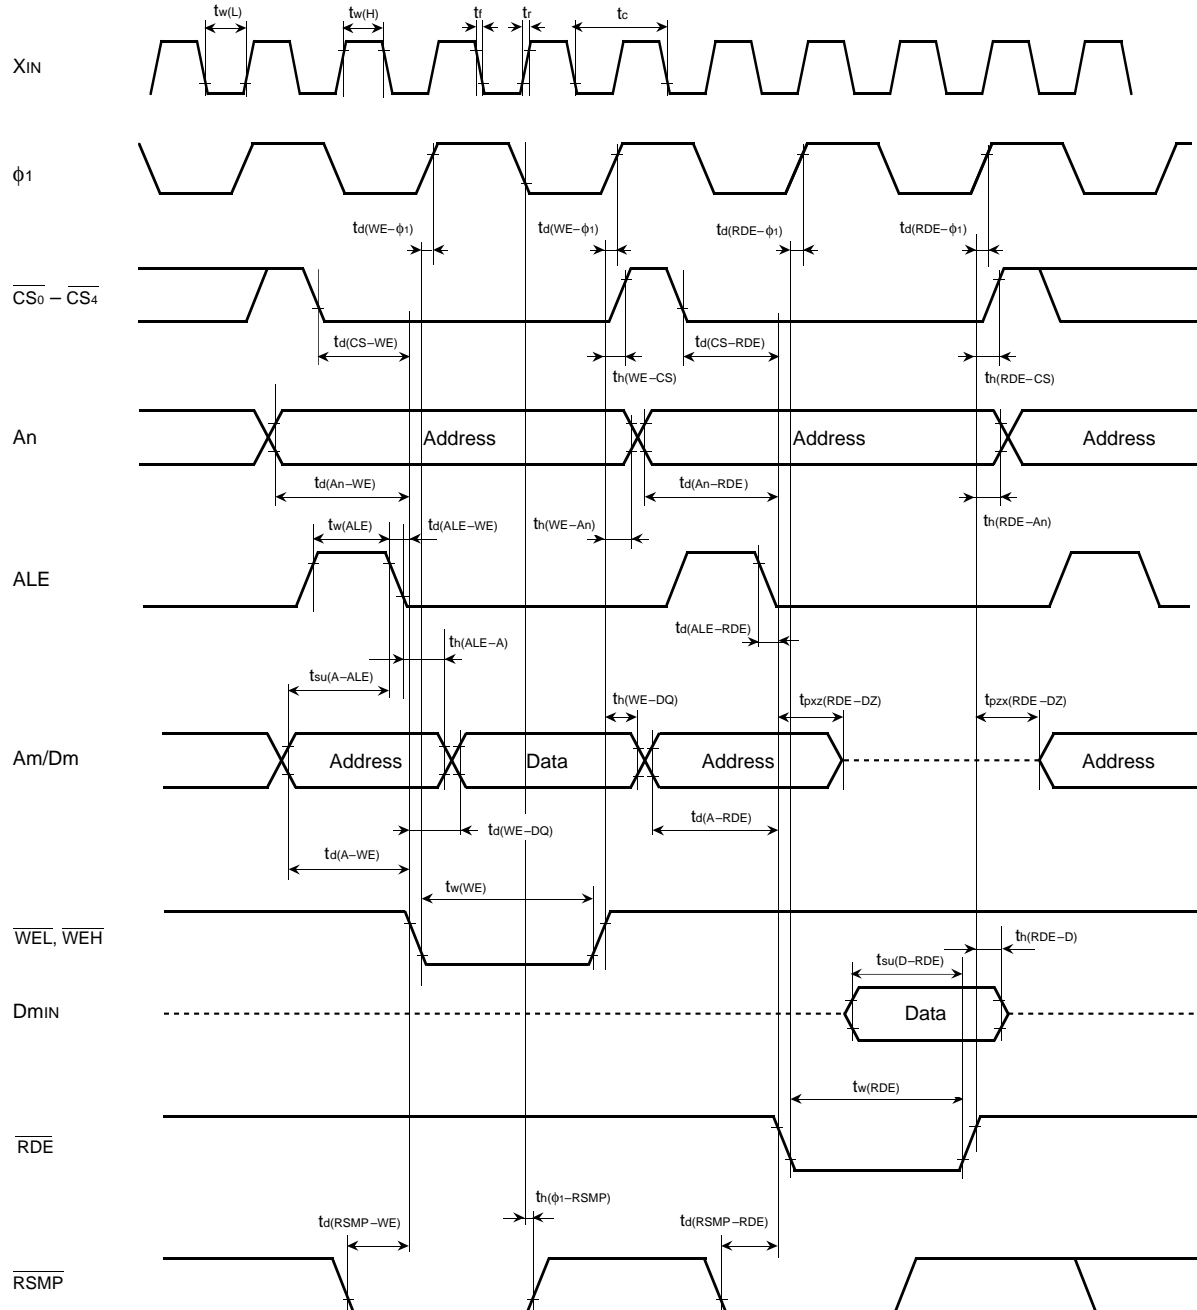 tw(L) tw(H) tf tr tc
XIN
ϕ1
td(WE–ϕ1) td(WE–ϕ1) td(RDE–ϕ1) td(RDE–ϕ1)
CS0 – CS4
td(CS–WE) td(CS–RDE)
th(WE–CS) th(RDE–CS)
An Address Address Address
td(An–WE) td(An–RDE)
tw(ALE) td(ALE–WE) th(WE–An) th(RDE–An)
ALE
td(ALE–RDE)
th(ALE–A)
tsu(A–ALE) th(WE–DQ) tpxz(RDE–DZ) tpzx(RDE–DZ)
Am/Dm Address Data Address Address
td(WE–DQ) td(A–RDE)
td(A–WE)
tw(WE)
WEL, WEH
th(RDE–D)
tsu(D–RDE)
DmIN Data
tw(RDE)
RDE
th(ϕ1–RSMP)
td(RSMP–WE) td(RSMP–RDE)
RSMP